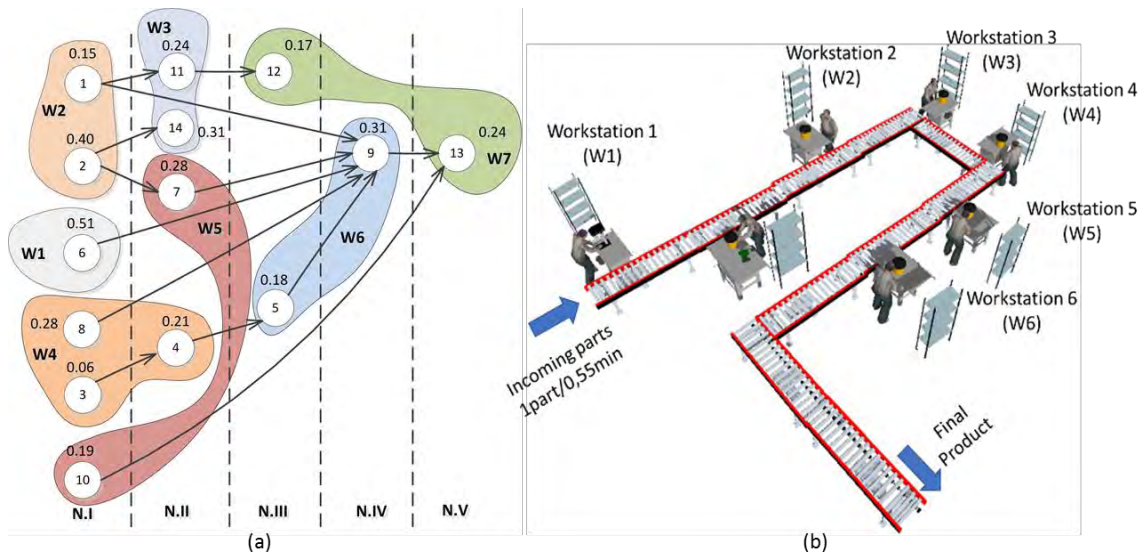 W3
0.15
0.24
0.17
1
11
12
W2
0.40
14
0.31
0.31
0.24
2
0.28
9
13
7
W7
0.51
W5
W6
W1
6
0.18
0.28
8
0.21
5
W4
4
0.06
3
0.19
10
N.I
N.II
N.III
N.IV
N.V
(a)
Workstation 1
(W1)
Workstation 2
(W2)
Workstation 3
(W3)
Workstation 4
(W4)
Workstation 5
(W5)
Workstation 6
(W6)
Incoming parts
1part/0,55min
Final
Product
(b)